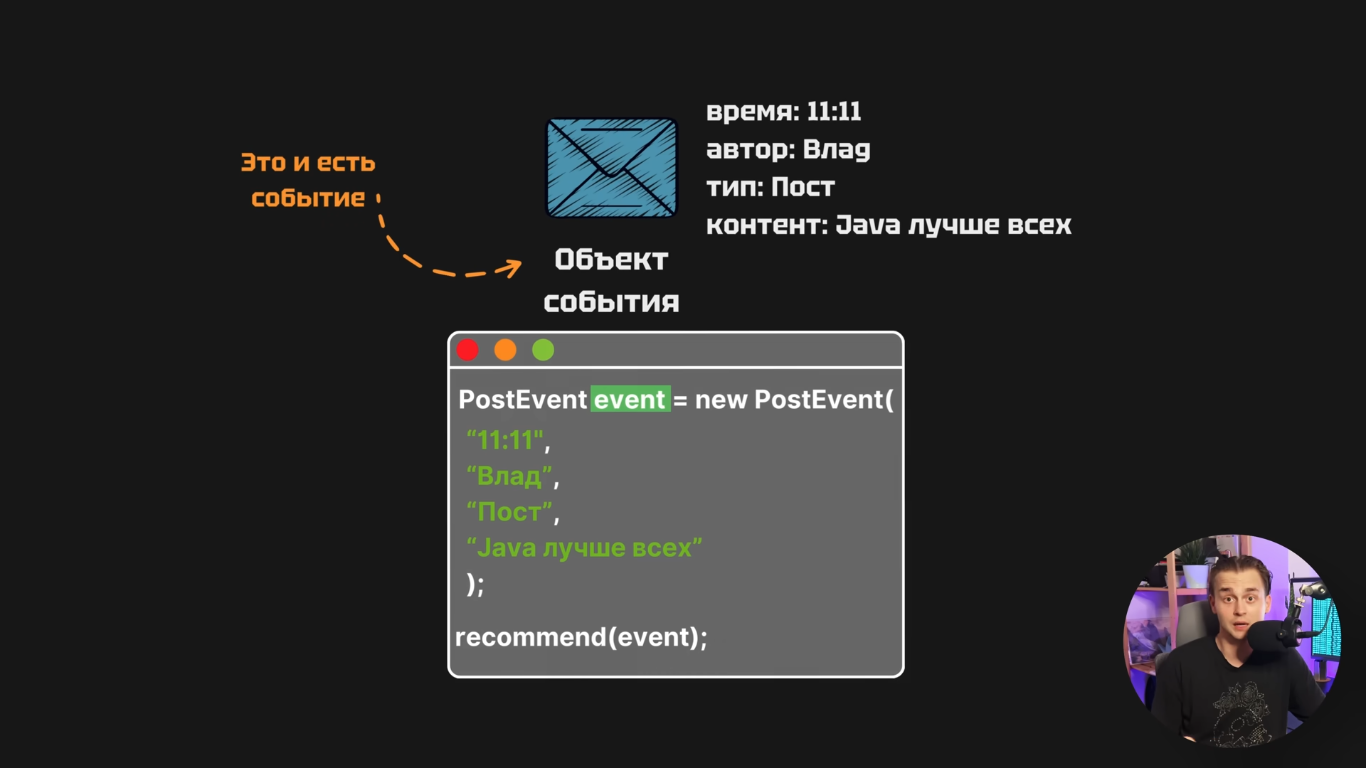 Это и есть
событие
время: 11:11
автор: Влад
тип: Пост
контент: Java лучше всех
Объект
события
PostEvent event = new PostEvent(
“11:11",
“Влад”,
“Пост”,
“Java лучше всех”
);
recommend(event);